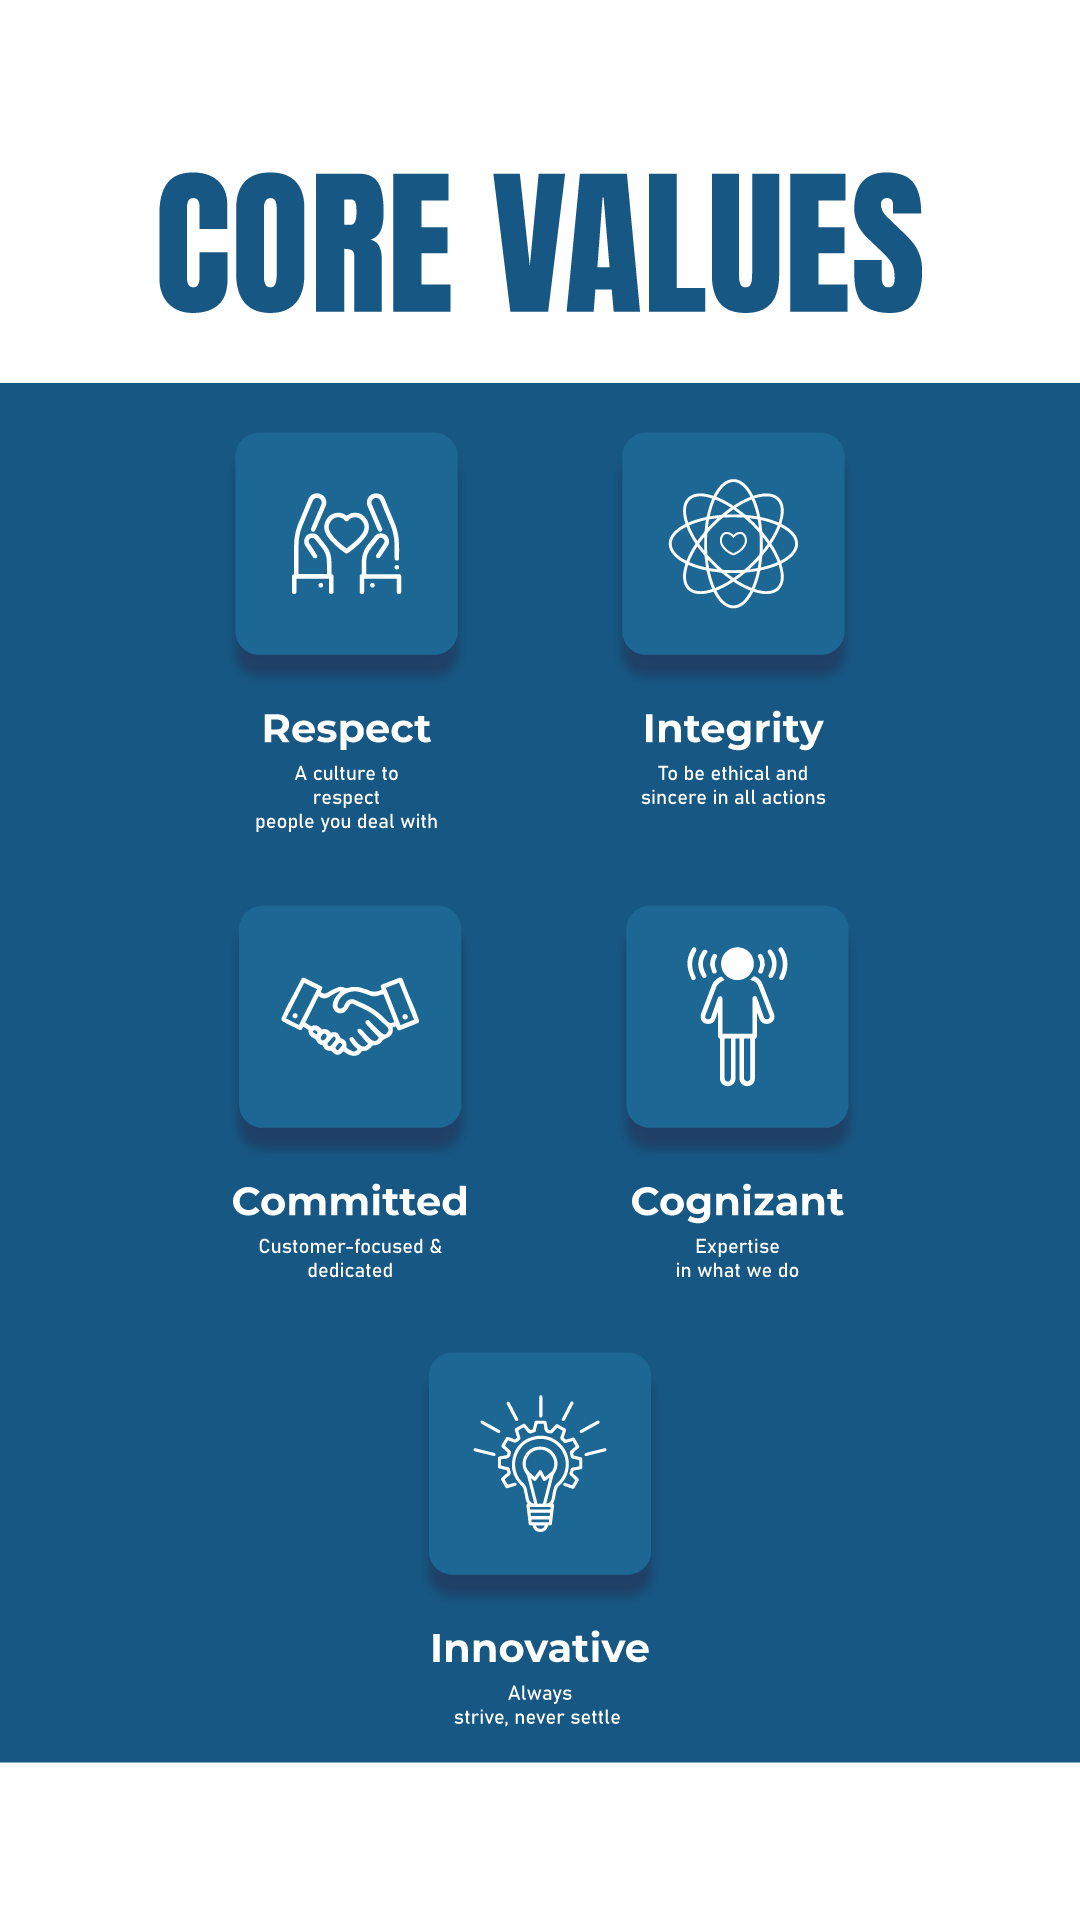 CORE VALUES
Respect
A culture to
respect
people you deal with
Integrity
To be ethical and
sincere in all actions
Committed
Customer-focused &
dedicated
Cognizant
Expertise
in what we do
Innovative
Always
strive, never settle